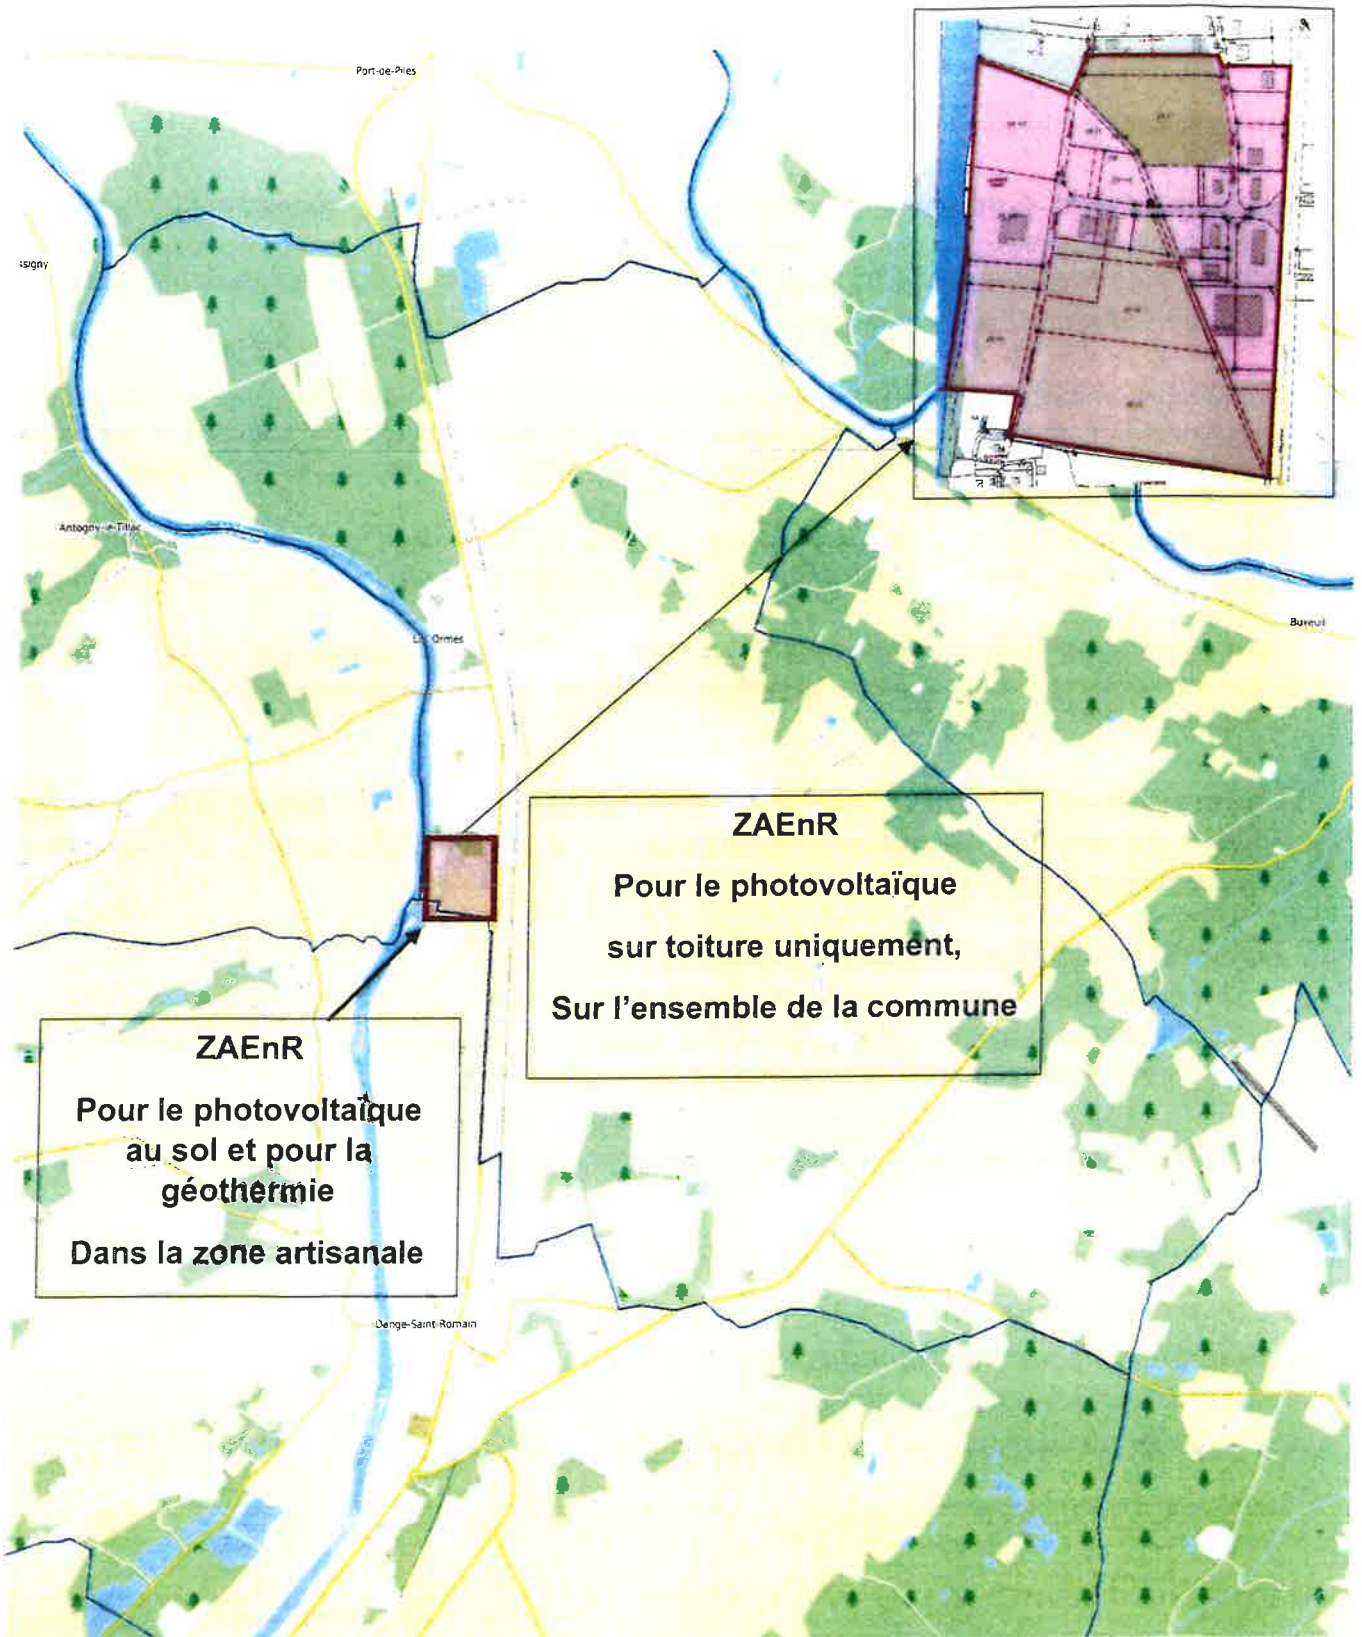 Port-de-Piles
Antogny-le-Tillac
Les Ormes
Buxeuil
ZAEnR
Pour le photovoltaïque
sur toiture uniquement,
Sur l'ensemble de la commune
ZAEnR
Pour le photovoltaïque
au sol et pour la
géothermie
Dans la zone artisanale
Dange-Saint-Romain